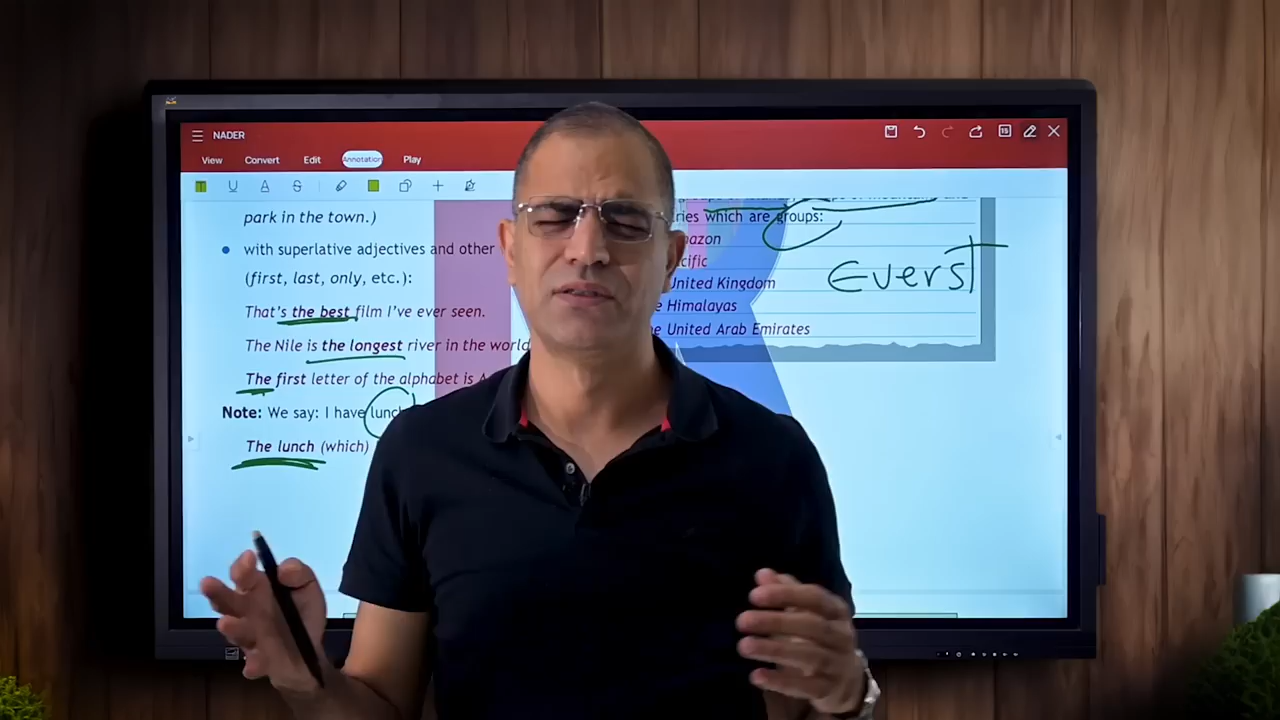 NADER
View Convert Edit Annotation Play
park in the town.)
with superlative adjectives and other
(first, last, only, etc.):
That's the best film I've ever seen.
The Nile is the longest river in the world
The first letter of the alphabet is A
Note: We say: I have lunch
The lunch (which)
which are groups:
United Kingdom
Himalayas
United Arab Emirates
Everst